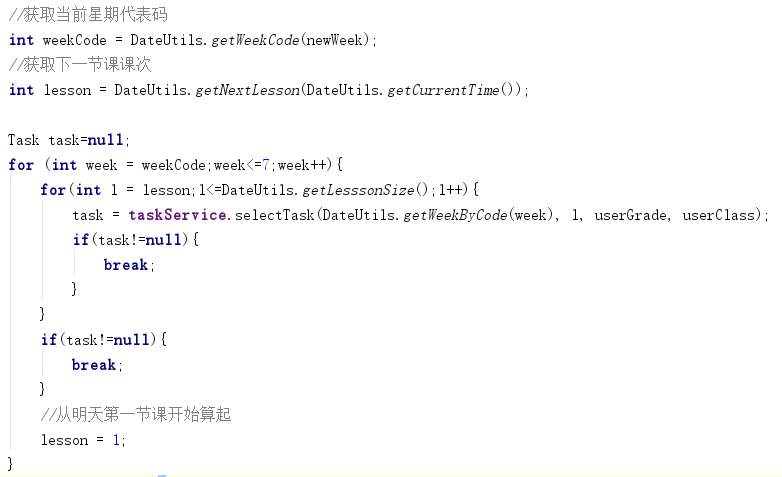 //获取当前星期代表码
int weekCode = DateUtils.getWeekCode(newWeek);
//获取下一节课课次
int lesson = DateUtils.getNextLesson(DateUtils.getCurrentTime());
Task task=null;
for (int week = weekCode;week<=7;week++){
for(int l = lesson;l<=DateUtils.getLesssonSize();l++){
task = taskService.selectTask(DateUtils.getWeekByCode(week), l, userGrade, userClass);
if(task!=null){
break;
}
}
if(task!=null){
break;
}
//从明天第一节课开始算起
lesson = 1;
}